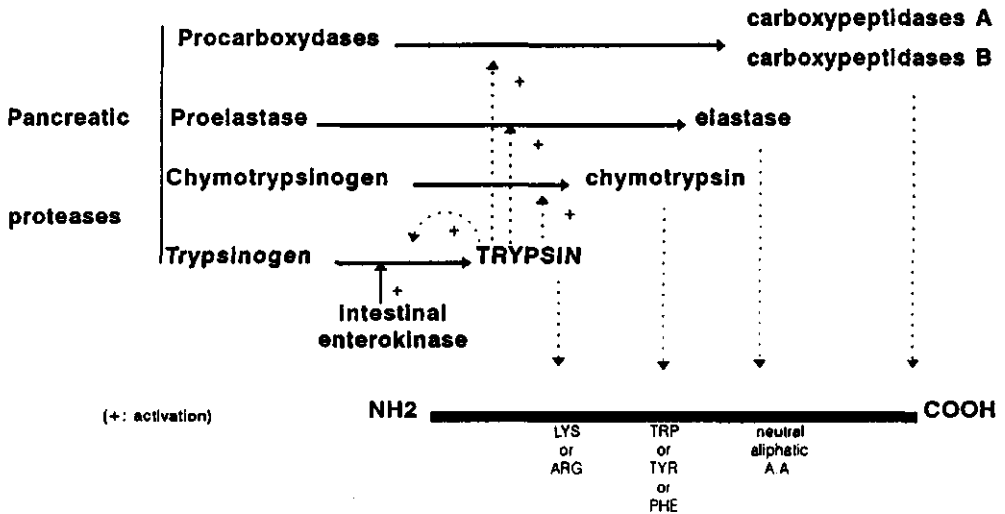 carboxypeptidases A
Procarboxydases
carboxypeptidases B
+
Pancreatic
Proelastase
elastase
+
Chymotrypsinogen
chymotrypsin
proteases
+
+
Trypsinogen
TRYPSIN
+
Intestinal
enterokinase
(+: activation)
NH2
COOH
LYS
or
ARG
TRP
or
TYR
or
PHE
neutral
aliphatic
A.A